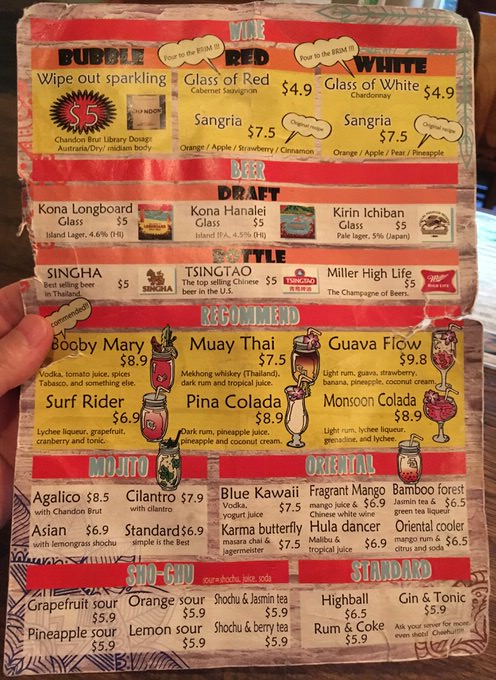 WINE
BUBBLE
Wipe out sparkling
$5
CHANDON
Chandon Brut Library Dosage
Austraria/Dry/ midiam body
Pour to the BRIM !!!
RED
Glass of Red
Cabernet Sauvignon
$4.9
Sangria
$7.5
Original recipe
Orange / Apple / Strawberry / Cinnamon
Pour to the BRIM !!!
WHITE
Glass of White
Chardonnay
$4.9
Sangria
$7.5
Original recipe
Orange / Apple / Pear / Pineapple
BEER
DRAFT
Kona Longboard
Glass $5
Island Lager, 4.6% (HI)
Kona Hanalei
Glass $5
Island IPA, 4.5% (HI)
Kirin Ichiban
Glass $5
Pale lager, 5% (Japan)
BOTTLE
SINGHA
Best selling beer
in Thailand.
$5
SINGHA
TSINGTAO
The top selling Chinese
beer in the U.S.
$5
TSINGTAO
Miller High Life
$5
The Champagne of Beers.
Miller
HIGH LIFE
RECOMMEND
commended!!
Booby Mary
$8.9
Vodka, tomato juice, spices
Tabasco, and something else.
Muay Thai
$7.5
Mekhong whiskey (Thailand),
dark rum and tropical juice.
Guava Flow
$9.8
Light rum, guava, strawberry,
banana, pineapple, coconut cream.
Surf Rider
$6.9
Lychee liqueur, grapefruit,
cranberry and tonic.
Pina Colada
$8.9
Dark rum, pineapple juice,
pineapple and coconut cream.
Monsoon Colada
$8.9
Light rum, lychee liqueur,
grenadine, and lychee.
MOJITO
Agalico $8.5
with Chandon Brut
Cilantro $7.9
with cilantro
Asian $6.9
with lemongrass shochu
Standard $6.9
simple is the Best
ORIENTAL
Blue Kawaii
Vodka,
yogurt juice $7.5
Fragrant Mango
mango juice & $6.9
Chinese white wine
Bamboo forest
Jasmin tea & $6.5
green tea liqueur
Karma butterfly
masara chai &
jagermeister $7.5
Hula dancer
Malibu &
tropical juice $6.9
Oriental cooler
mango rum & $6.5
citrus and soda
SHO-CHU
sour=shochu, juice, soda
Grapefruit sour
$5.9
Orange sour
$5.9
Shochu & Jasmin tea
$5.9
Pineapple sour
$5.9
Lemon sour
$5.9
Shochu & berry tea
$5.9
STANDARD
Highball
$6.5
Gin & Tonic
$5.9
Rum & Coke
$5.9
Ask your server for more
even shots! Cheehu!!!